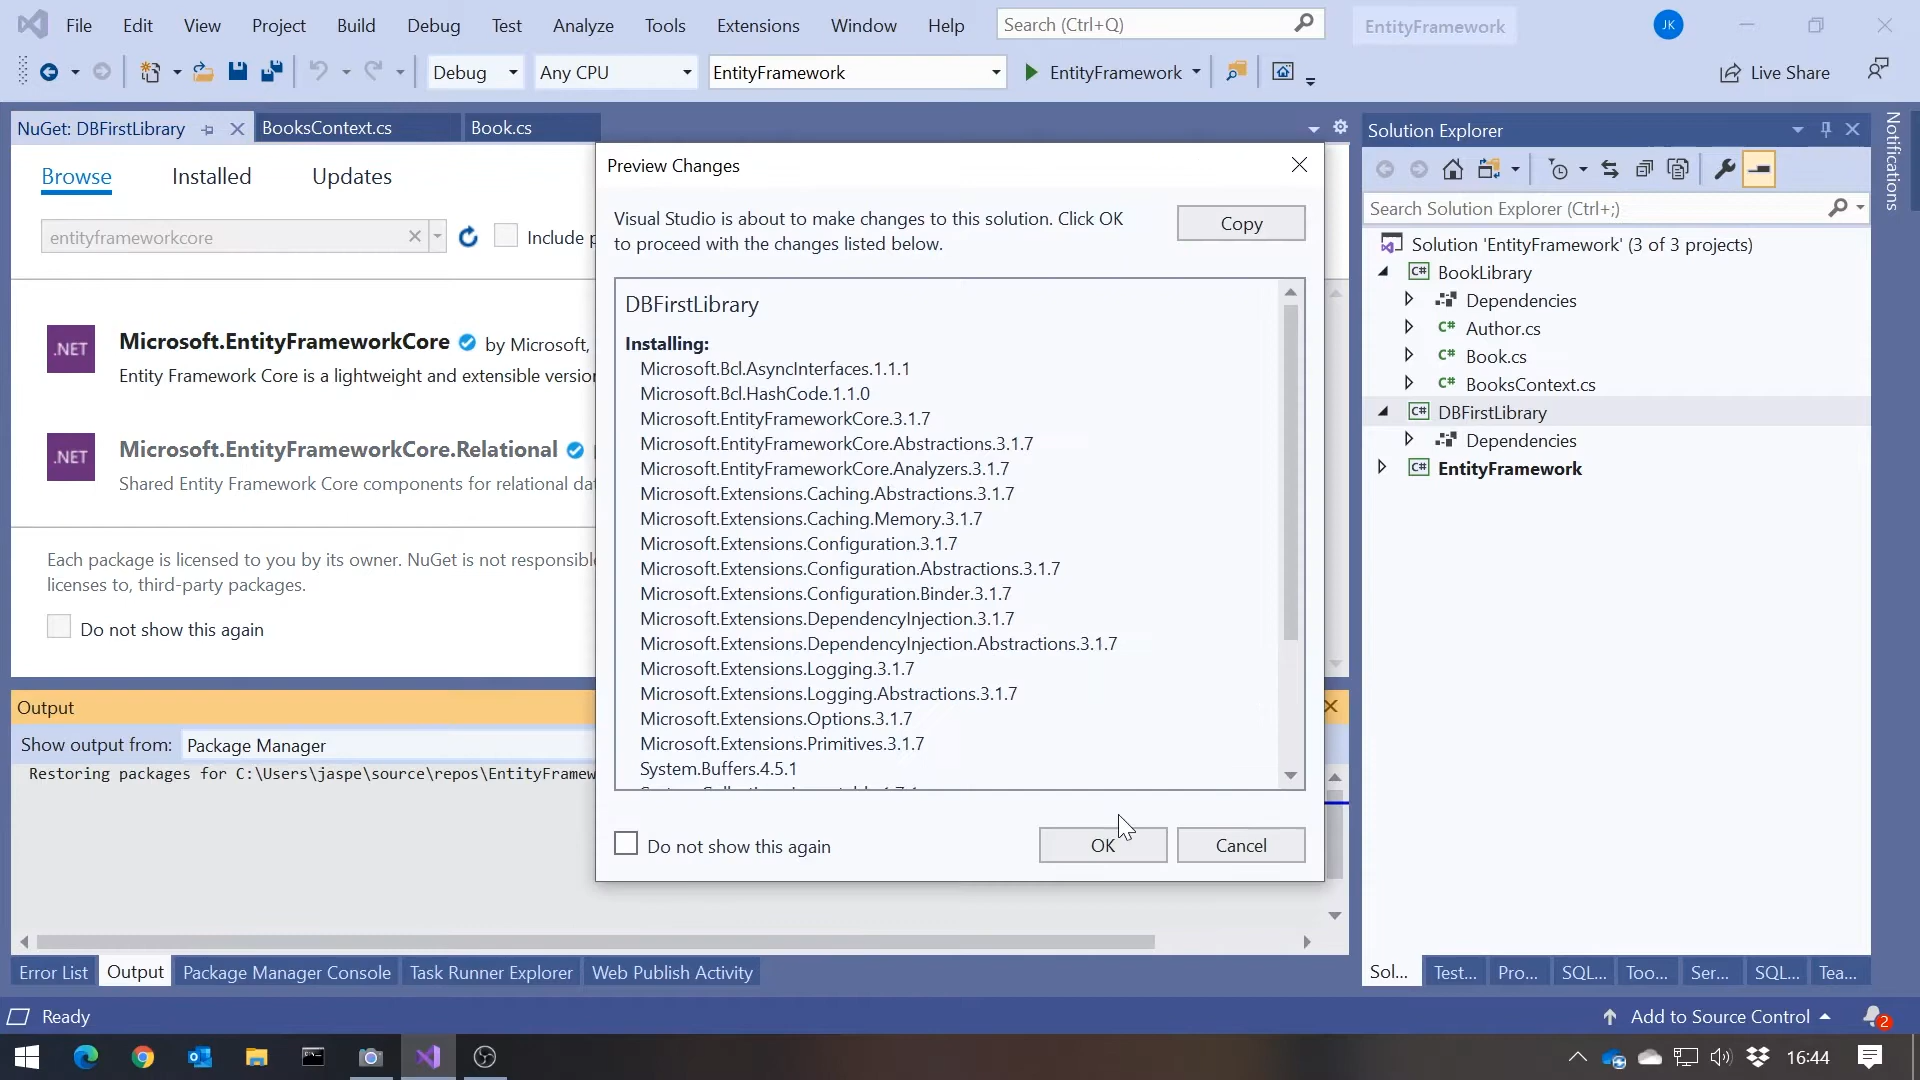 File Edit View Project Build Debug Test Analyze Tools Extensions Window Help Search (Ctrl+Q) EntityFramework JK
Debug Any CPU EntityFramework EntityFramework Live Share
NuGet: DBFirstLibrary BooksContext.cs Book.cs
Browse Installed Updates
entityframeworkcore Include p
.NET Microsoft.EntityFrameworkCore by Microsoft,
Entity Framework Core is a lightweight and extensible version
.NET Microsoft.EntityFrameworkCore.Relational
Shared Entity Framework Core components for relational dat
Each package is licensed to you by its owner. NuGet is not responsible
licenses to, third-party packages.
Do not show this again
Output
Show output from: Package Manager
Restoring packages for C:\Users\jaspe\source\repos\EntityFramew
Preview Changes
Visual Studio is about to make changes to this solution. Click OK
to proceed with the changes listed below.
Copy
DBFirstLibrary
Installing:
Microsoft.Bcl.AsyncInterfaces.1.1.1
Microsoft.Bcl.HashCode.1.1.0
Microsoft.EntityFrameworkCore.3.1.7
Microsoft.EntityFrameworkCore.Abstractions.3.1.7
Microsoft.EntityFrameworkCore.Analyzers.3.1.7
Microsoft.Extensions.Caching.Abstractions.3.1.7
Microsoft.Extensions.Caching.Memory.3.1.7
Microsoft.Extensions.Configuration.3.1.7
Microsoft.Extensions.Configuration.Abstractions.3.1.7
Microsoft.Extensions.Configuration.Binder.3.1.7
Microsoft.Extensions.DependencyInjection.3.1.7
Microsoft.Extensions.DependencyInjection.Abstractions.3.1.7
Microsoft.Extensions.Logging.3.1.7
Microsoft.Extensions.Logging.Abstractions.3.1.7
Microsoft.Extensions.Options.3.1.7
Microsoft.Extensions.Primitives.3.1.7
System.Buffers.4.5.1
Do not show this again
OK Cancel
Solution Explorer
Search Solution Explorer (Ctrl+;)
Solution 'EntityFramework' (3 of 3 projects)
C# BookLibrary
Dependencies
C# Author.cs
C# Book.cs
C# BooksContext.cs
C# DBFirstLibrary
Dependencies
C# EntityFramework
Notifications
Error List Output Package Manager Console Task Runner Explorer Web Publish Activity
Sol... Test... Pro... SQL... Too... Ser... SQL... Tea...
Ready Add to Source Control 2
16:44